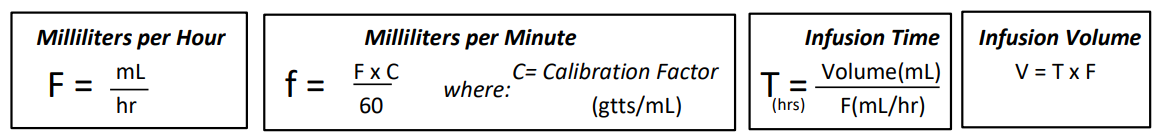 Milliliters per Hour
F = mL
hr
Milliliters per Minute
f = F x C
60
where: C= Calibration Factor
(gtts/mL)
Infusion Time
T = Volume(mL)
(hrs) F(mL/hr)
Infusion Volume
V = T x F